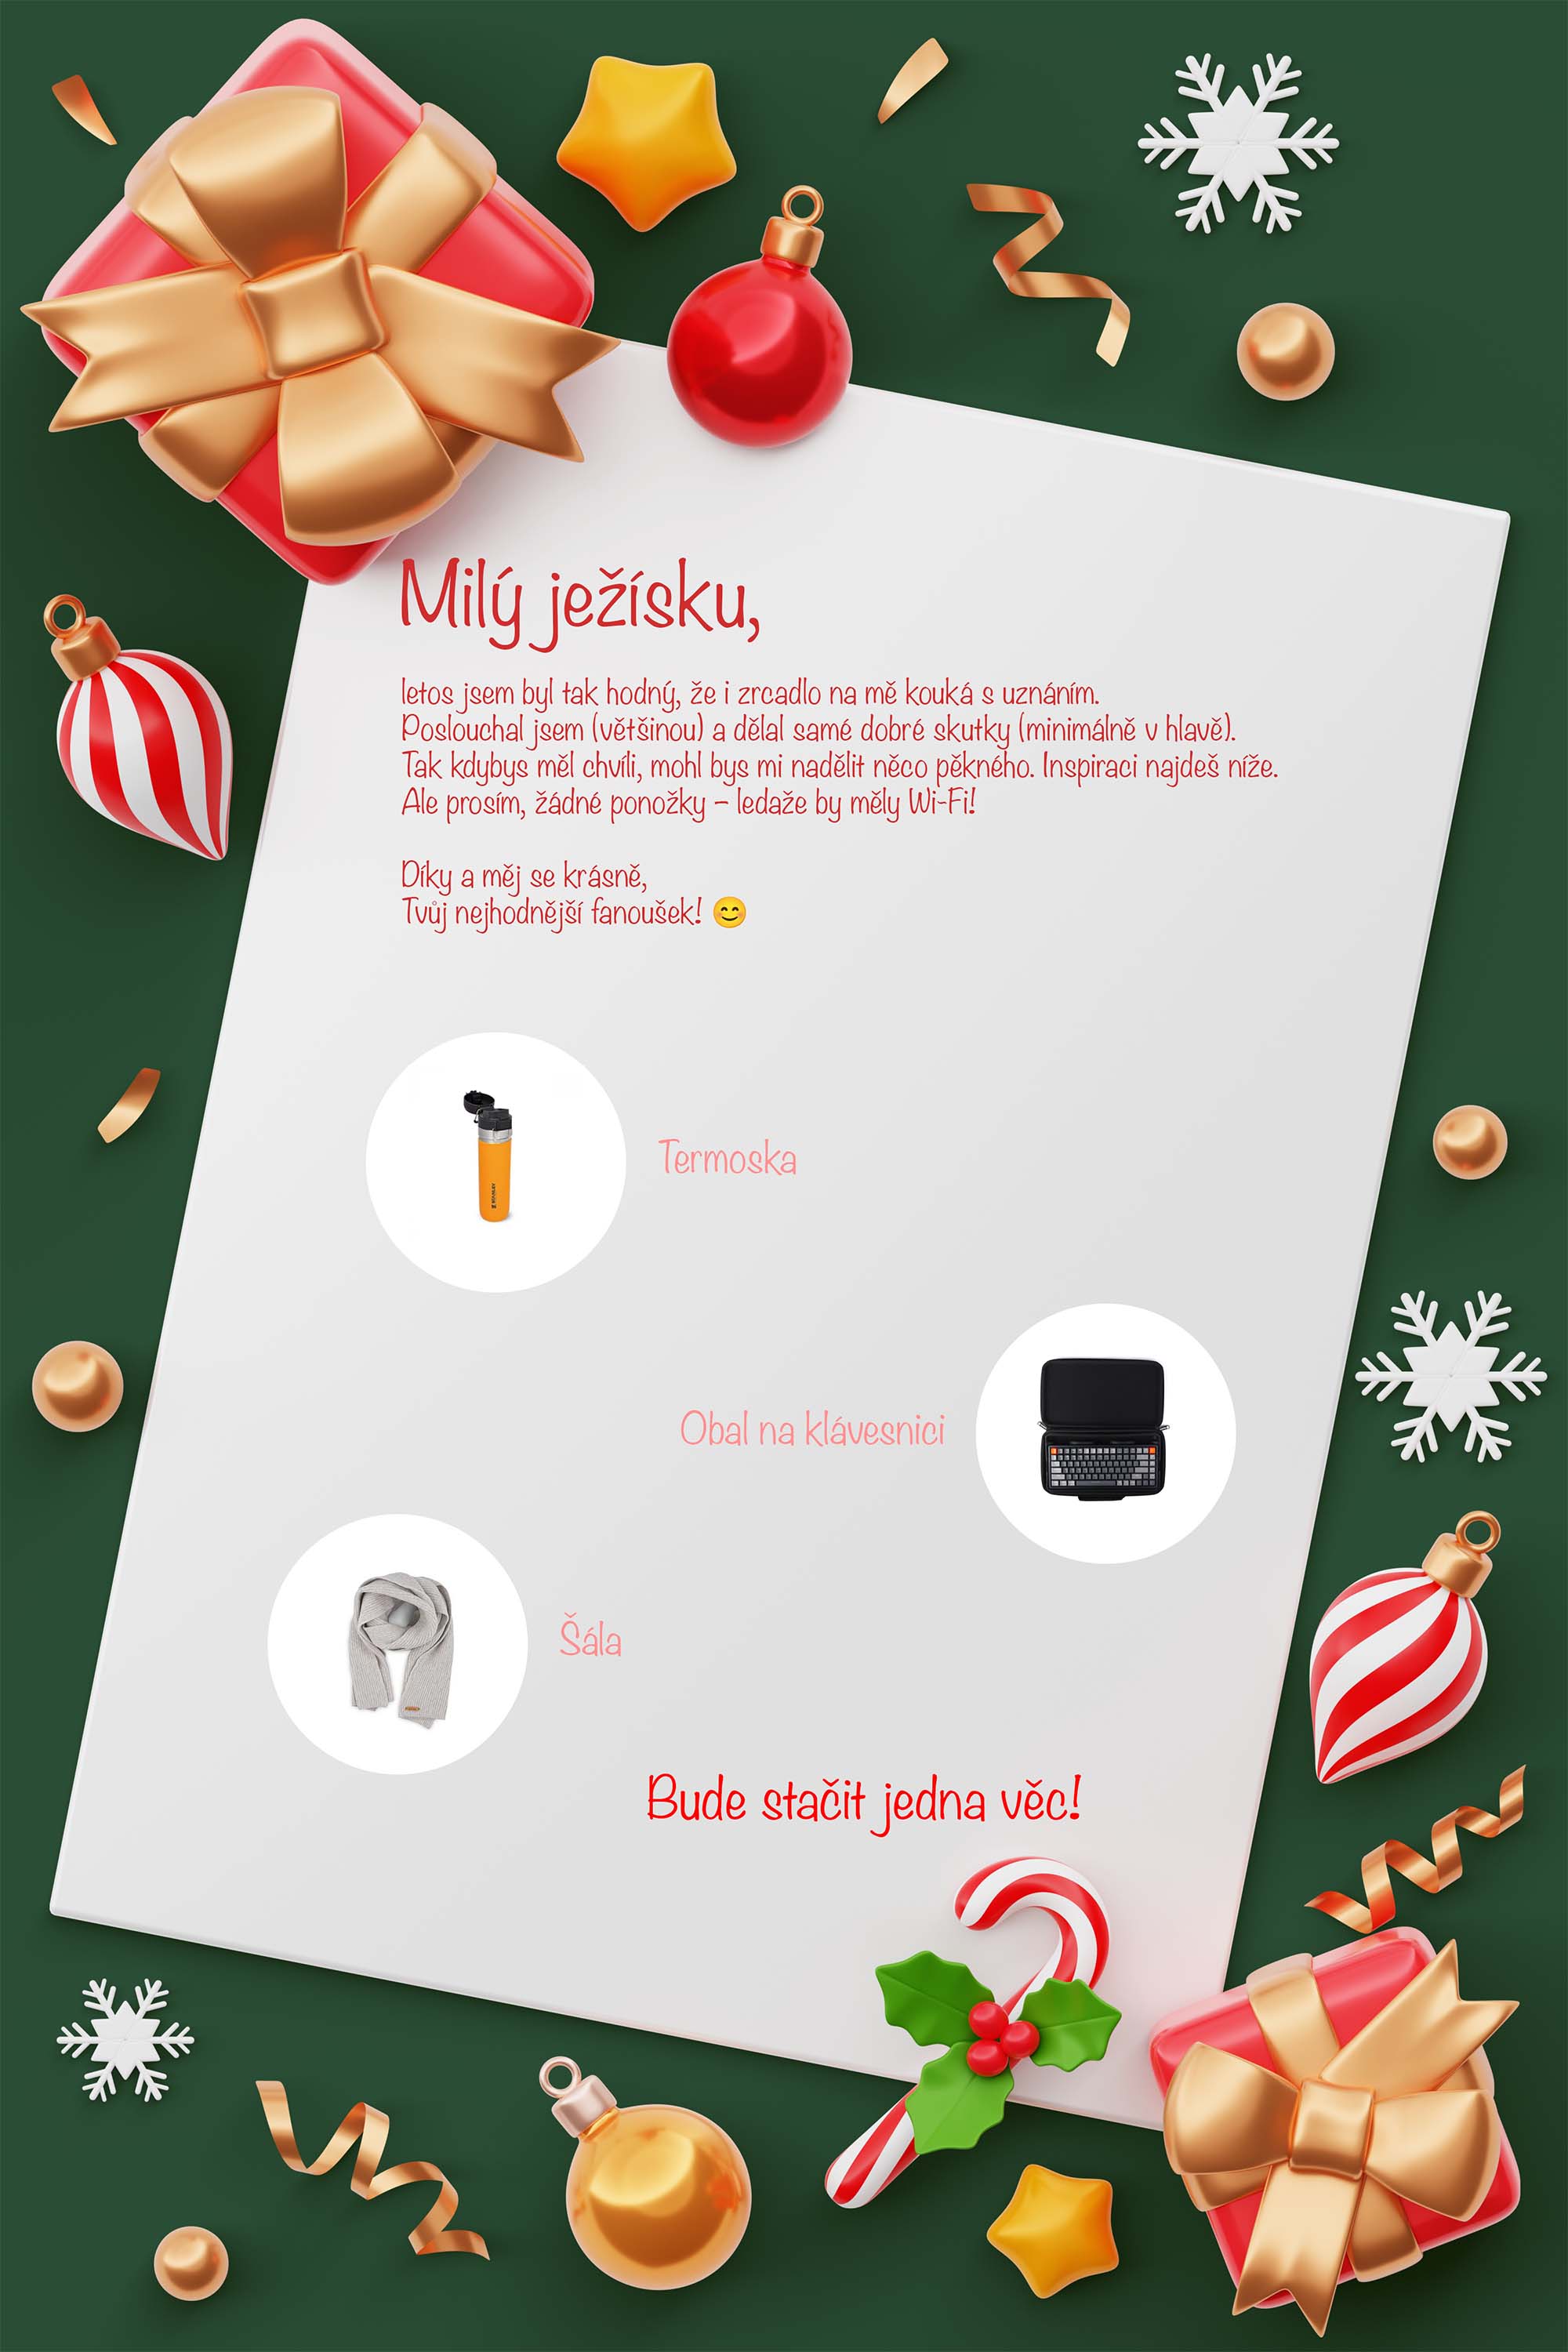 Milý ježísku,
letos jsem byl tak hodný, že i zrcadlo na mě kouká s uznáním.
Poslouchal jsem (většinou) a dělal samé dobré skutky (minimálně v hlavě).
Tak kdybys měl chvíli, mohl bys mi nadělit něco pěkného. Inspiraci najdeš níže.
Ale prosím, žádné ponožky – ledaže by měly Wi-Fi!
Díky a měj se krásně,
Tvůj nejhodnější fanoušek! 😊
STANLEY
Termoska
Obal na klávesnici
Šála
Bude stačit jedna věc!